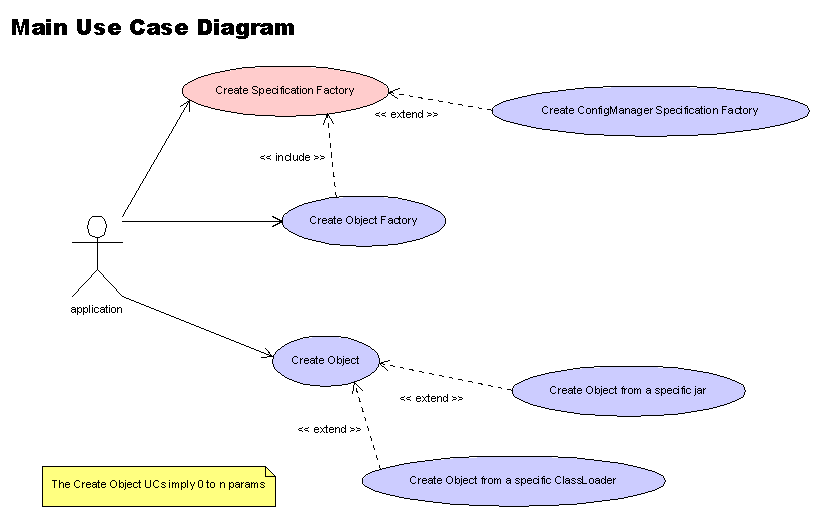 Main Use Case Diagram
Create Specification Factory
Create ConfigManager Specification Factory
<< extend >>
<< include >>
Create Object Factory
application
Create Object
Create Object from a specific jar
<< extend >>
<< extend >>
Create Object from a specific ClassLoader
The Create Object UCs imply 0 to n params